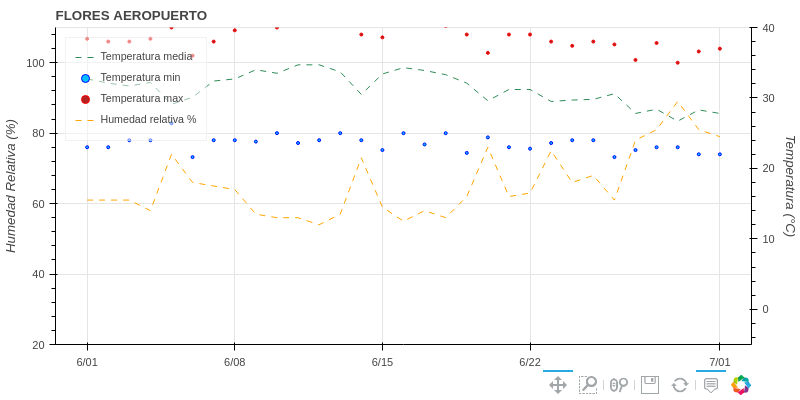 FLORES AEROPUERTO
Temperatura media
Temperatura min
Temperatura max
Humedad relativa %
Humedad Relativa (%)
100
80
60
40
20
Temperatura (°C)
40
30
20
10
0
6/01
6/08
6/15
6/22
7/01